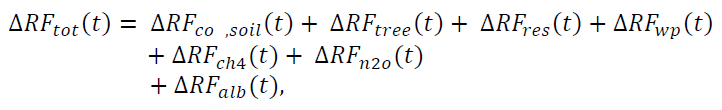 ΔRF_tot(t) = ΔRF_co ,soil(t) + ΔRF_tree(t) + ΔRF_res(t) + ΔRF_wp(t)
+ ΔRF_ch4(t) + ΔRF_n2o(t)
+ ΔRF_alb(t),